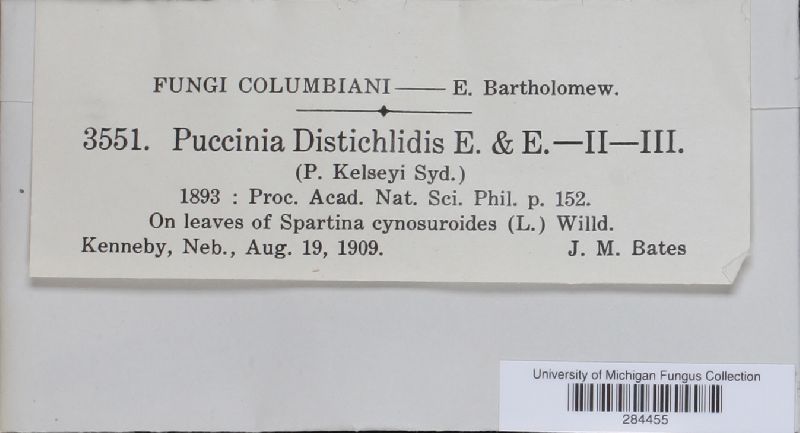 FUNGI COLUMBIANI—— E. Bartholomew.
3551. Puccinia Distichlidis E. & E.—II—III.
(P. Kelseyi Syd.)
1893 : Proc. Acad. Nat. Sci. Phil. p. 152.
On leaves of Spartina cynosuroides (L.) Willd.
Kenneby, Neb., Aug. 19, 1909. J. M. Bates
University of Michigan Fungus Collection
284455